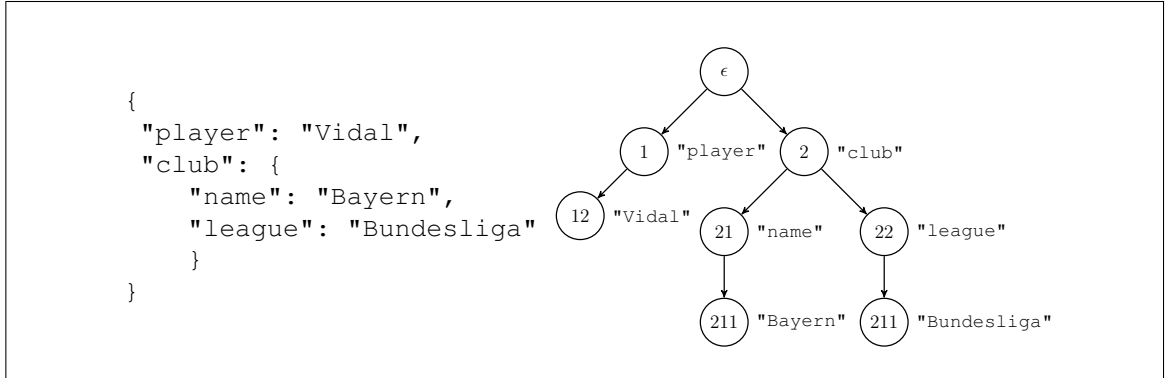 {
"player": "Vidal",
"club": {
"name": "Bayern",
"league": "Bundesliga"
}
}
ϵ
1 "player" 2 "club"
12 "Vidal" 21 "name" 22 "league"
211 "Bayern" 211 "Bundesliga"